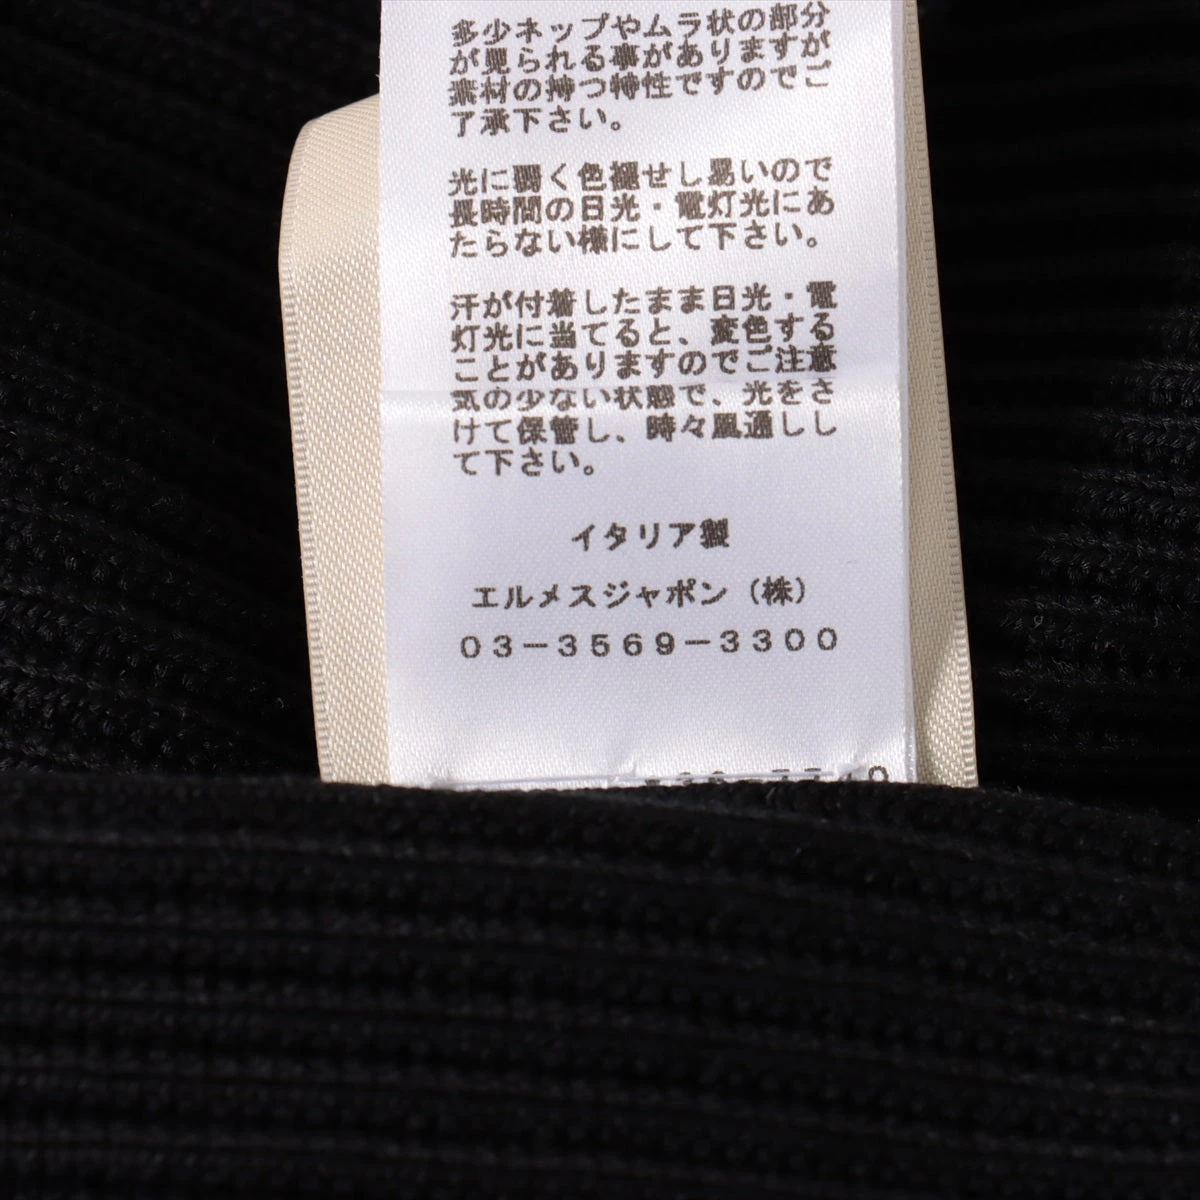 多少ネップやムラ状の部分
が見られる事がありますが
素材の持つ特性ですのでご
了承下さい。
光に弱く色褪せし易いので
長時間の日光・電灯光にあ
たらない様にして下さい。
汗が付着したまま日光・電
灯光に当てると、変色する
ことがありますのでご注意
気の少ない状態で、光をさ
けて保管し、時々風通しし
て下さい。
イタリア製
エルメスジャポン（株）
03-3569-3300